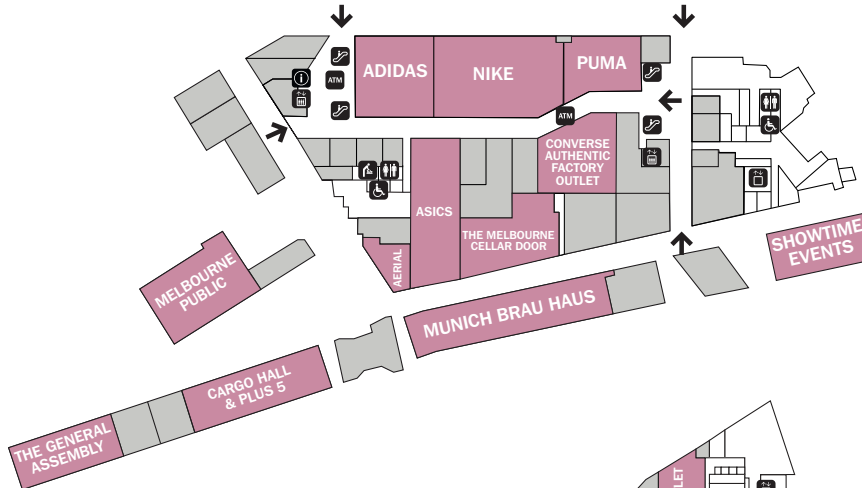 ADIDAS
NIKE
PUMA
ATM
ATM
CONVERSE
AUTHENTIC
FACTORY
OUTLET
ASICS
THE MELBOURNE
CELLAR DOOR
AERIAL
SHOWTIME
EVENTS
MELBOURNE
PUBLIC
MUNICH BRAU HAUS
CARGO HALL
& PLUS 5
THE GENERAL
ASSEMBLY
LET